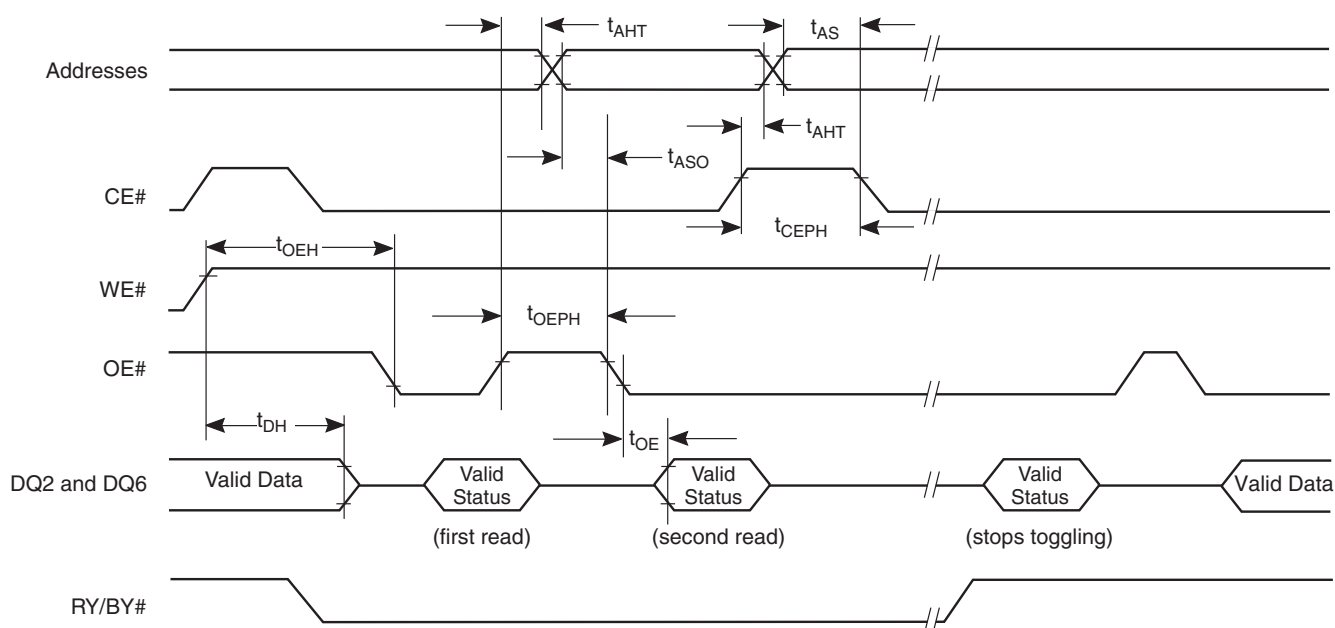 tAHT
tAS
Addresses
tAHT
tASO
CE#
tCEPH
tOEH
WE#
tOEPH
OE#
tDH
tOE
DQ2 and DQ6
Valid Data
Valid
Status
Valid
Status
Valid
Status
Valid Data
(first read)
(second read)
(stops toggling)
RY/BY#